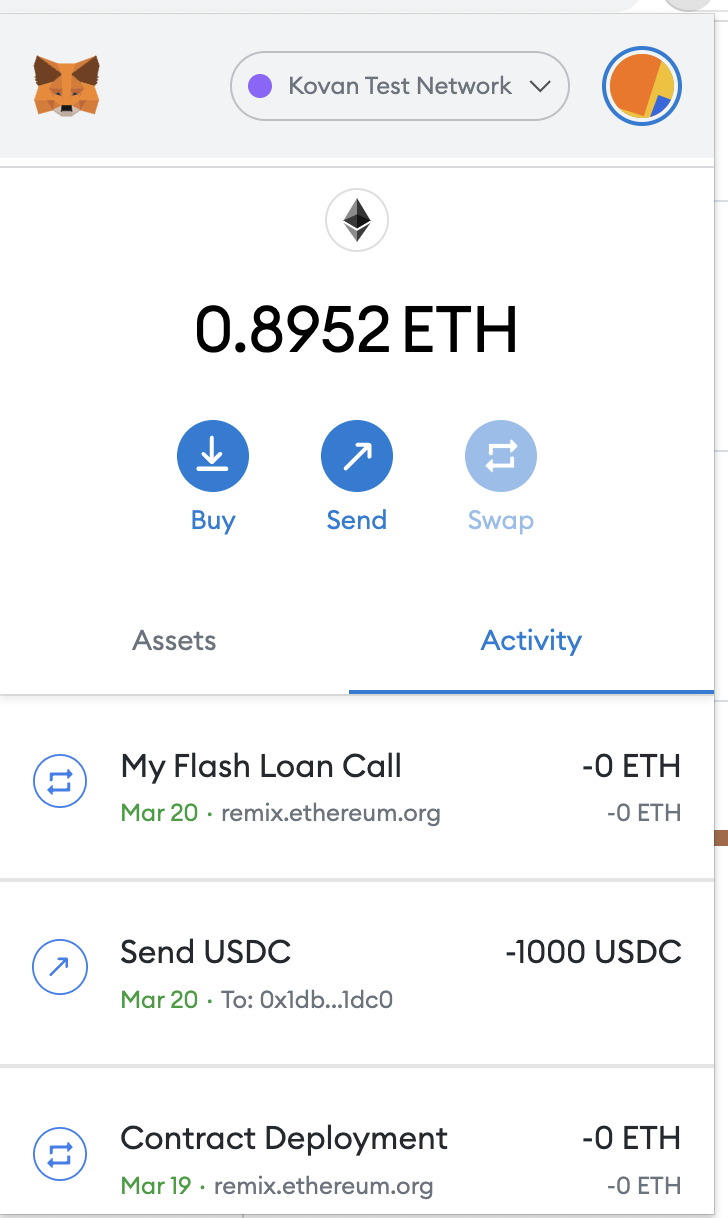 Kovan Test Network
0.8952 ETH
Buy
Send
Swap
Assets
Activity
My Flash Loan Call
-0 ETH
Mar 20 · remix.ethereum.org
-0 ETH
Send USDC
-1000 USDC
Mar 20 · To: 0x1db...1dc0
Contract Deployment
-0 ETH
Mar 19 · remix.ethereum.org
-0 ETH